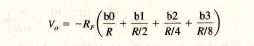 V_o = -R_F ( b0/R + b1/R/2 + b2/R/4 + b3/R/8 )